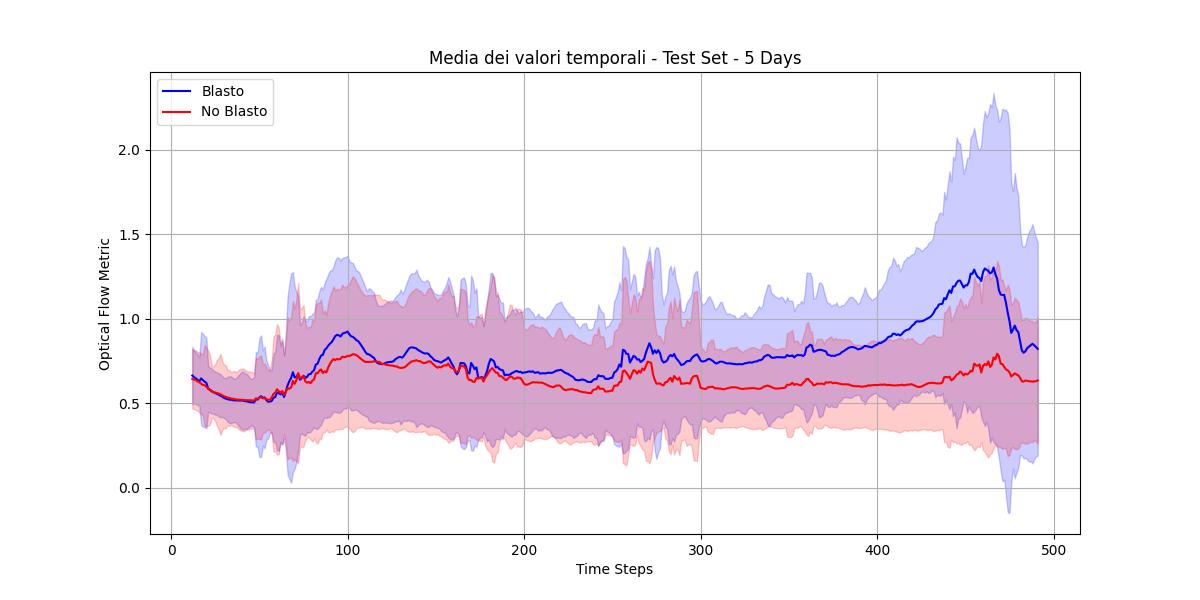 Media dei valori temporali - Test Set - 5 Days
Blasto
No Blasto
Optical Flow Metric
2.0
1.5
1.0
0.5
0.0
0
100
200
300
400
500
Time Steps